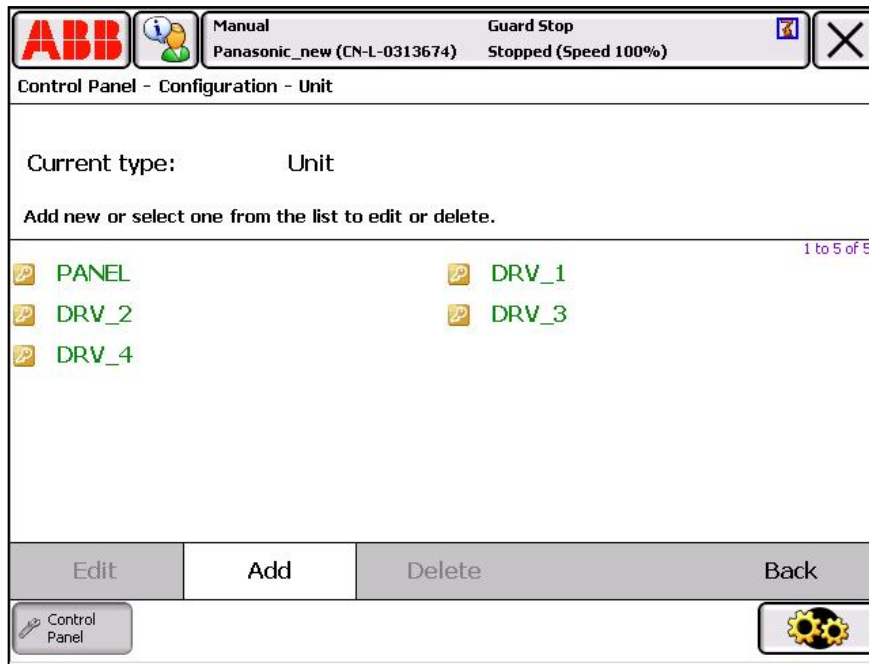 ABB
Manual
Guard Stop
Panasonic_new (CN-L-0313674)
Stopped (Speed 100%)
Control Panel - Configuration - Unit
Current type:
Unit
Add new or select one from the list to edit or delete.
1 to 5 of 5
PANEL
DRV_1
DRV_2
DRV_3
DRV_4
Edit
Add
Delete
Back
Control
Panel